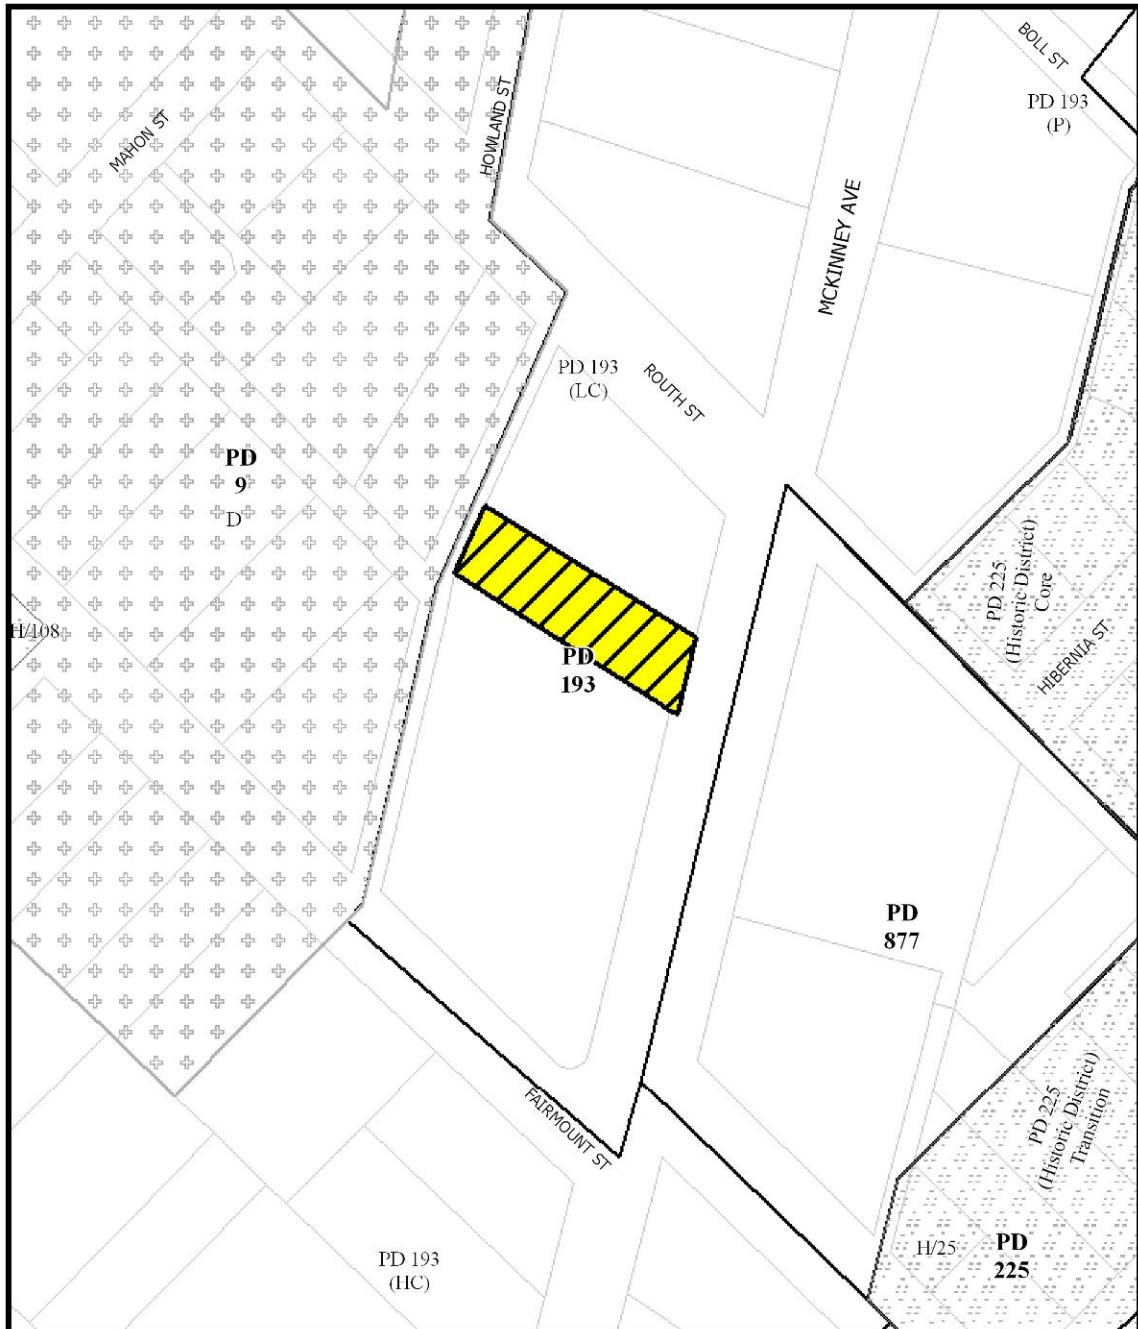 BOLL ST
PD 193
(P)
HOWLAND ST
MAHON ST
MCKINNEY AVE
PD 193
(LC)
ROUTH ST
PD
9
D
PD 225
(Historic District)
Core
H/108
HIBERNIA ST
PD
193
PD
877
PD 225
(Historic District)
Transition
FAIRMOUNT ST
PD 193
(HC)
H/25
PD
225